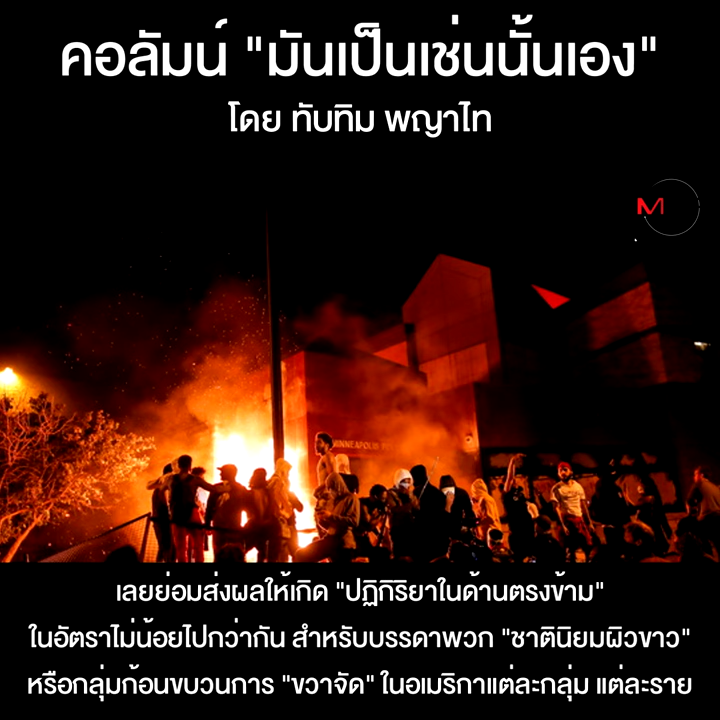 คอลัมน์ "มันเป็นเช่นนั้นเอง"
โดย ทับทิม พญาไท
M
MINNEAPOLIS
เลยย่อมส่งผลให้เกิด "ปฏิกิริยาในด้านตรงข้าม"
ในอัตราไม่น้อยไปกว่ากัน สำหรับบรรดาพวก "ชาตินิยมผิวขาว"
หรือกลุ่มก้อนขบวนการ "ขวาจัด" ในอเมริกาแต่ละกลุ่ม แต่ละราย